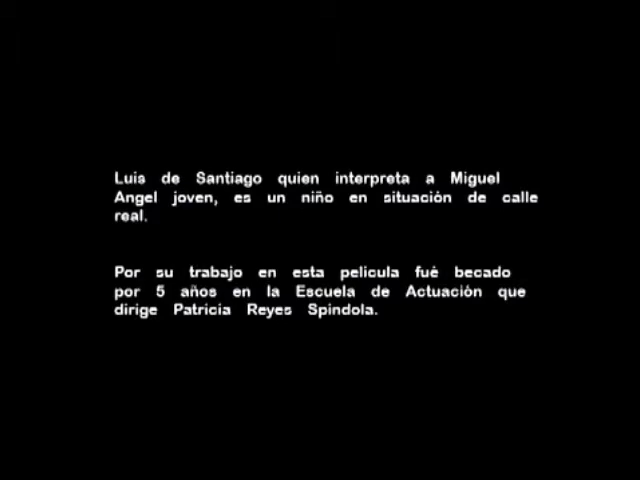 Luis de Santiago quien interpreta a Miguel
Angel joven, es un niño en situación de calle
real.
Por su trabajo en esta película fué becado
por 5 años en la Escuela de Actuación que
dirige Patricia Reyes Spindola.